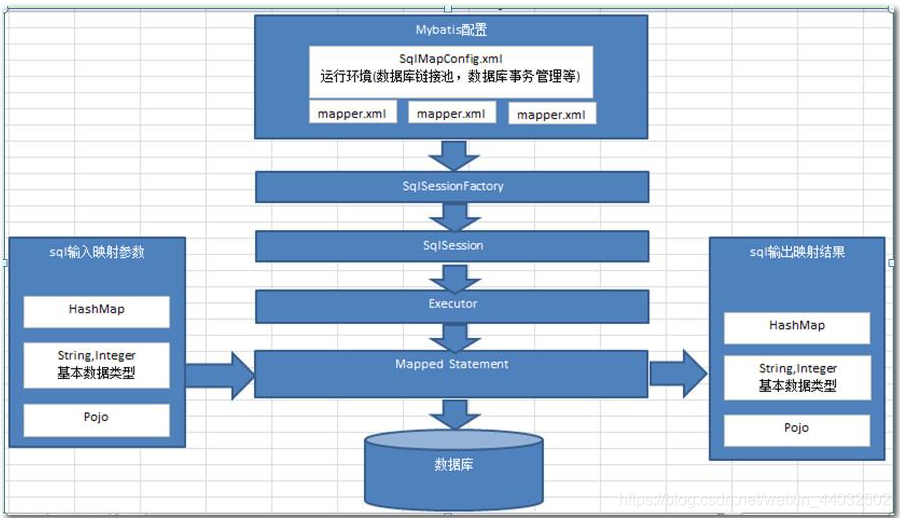 Mybatis配置
SqlMapConfig.xml
运行环境(数据库链接池，数据库事务管理等)
mapper.xml
mapper.xml
mapper.xml
SqlSessionFactory
SqlSession
Executor
Mapped Statement
数据库
sql输入映射参数
HashMap
String,Integer
基本数据类型
Pojo
sql输出映射结果
HashMap
String,Integer
基本数据类型
Pojo
https://blog.csdn.net/weixin_44032502